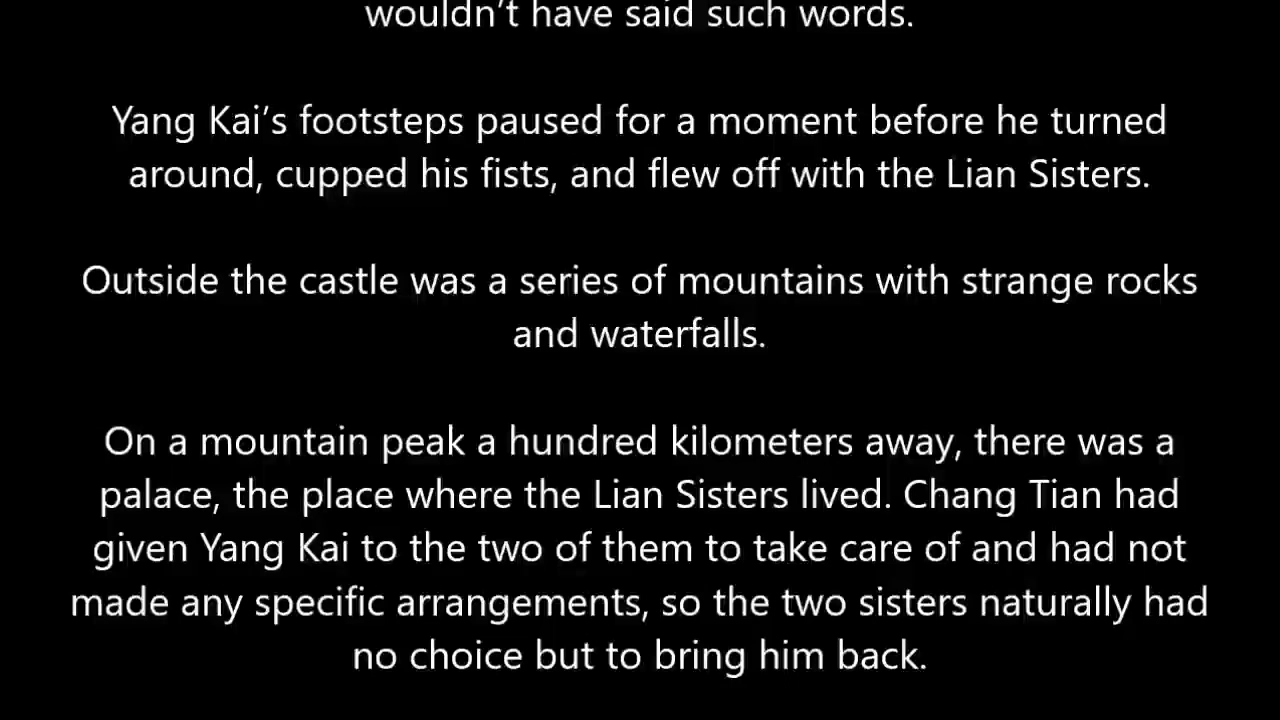 wouldn’t have said such words.
Yang Kai’s footsteps paused for a moment before he turned
around, cupped his fists, and flew off with the Lian Sisters.
Outside the castle was a series of mountains with strange rocks
and waterfalls.
On a mountain peak a hundred kilometers away, there was a
palace, the place where the Lian Sisters lived. Chang Tian had
given Yang Kai to the two of them to take care of and had not
made any specific arrangements, so the two sisters naturally had
no choice but to bring him back.